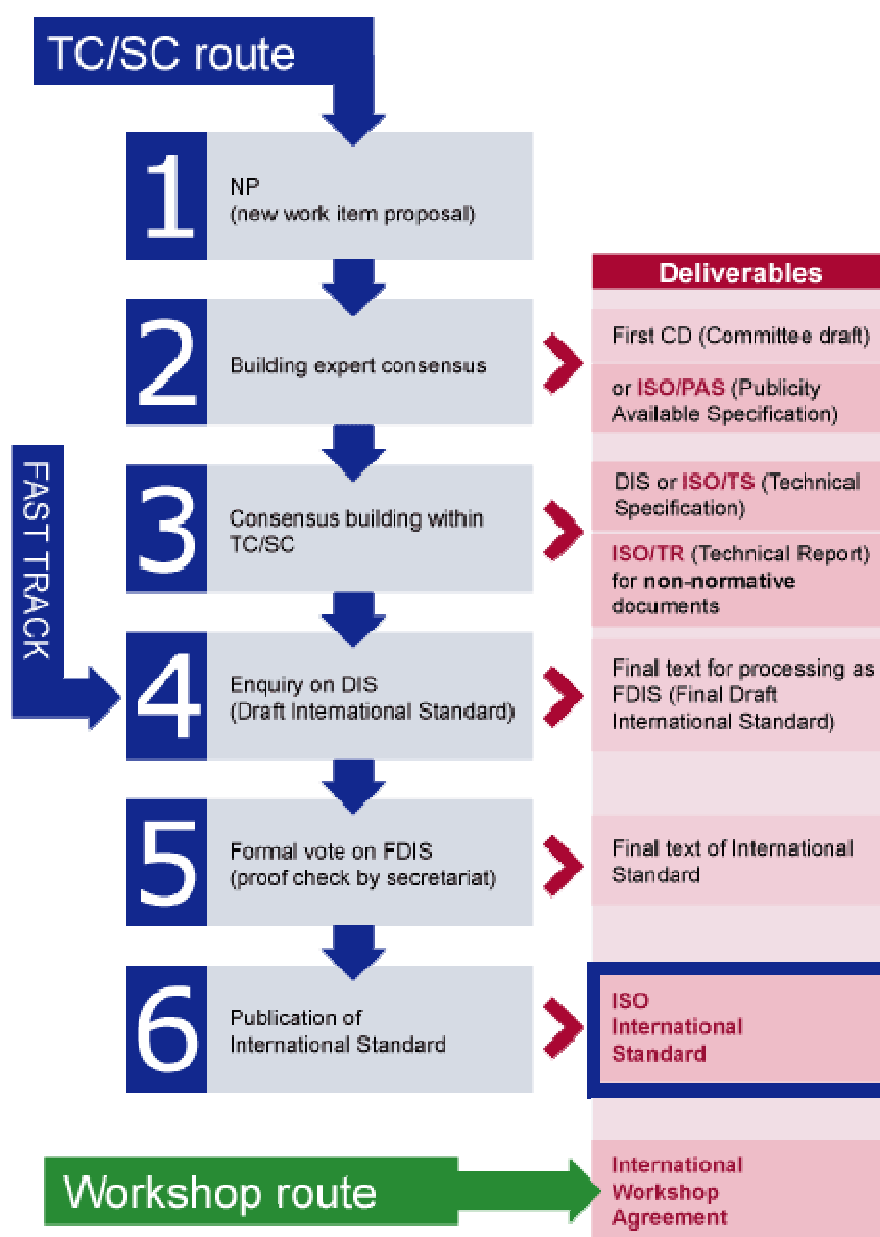 TC/SC route
1
NP
(new work item proposal)
Deliverables
2
Building expert consensus
First CD (Committee draft)
or ISO/PAS (Publicity
Available Specification)
FAST TRACK
3
Consensus building within
TC/SC
DIS or ISO/TS (Technical
Specification)
ISO/TR (Technical Report)
for non-normative
documents
4
Enquiry on DIS
(Draft International Standard)
Final text for processing as
FDIS (Final Draft
International Standard)
5
Formal vote on FDIS
(proof check by secretariat)
Final text of International
Standard
6
Publication of
International Standard
ISO
International
Standard
Workshop route
International
Workshop
Agreement